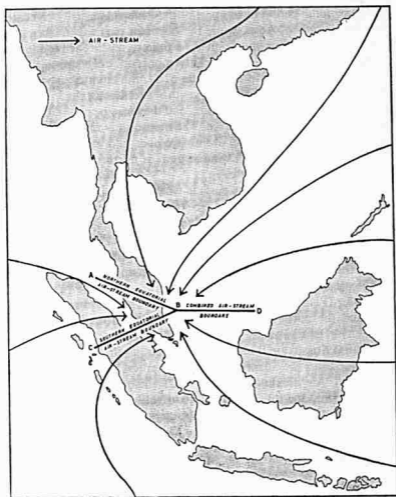 AIR-STREAM
A NORTHERN EQUATORIAL
AIR-STREAM BOUNDARY
B COMBINED AIR-STREAM D
BOUNDARY
C SOUTHERN EQUATORIAL
AIR-STREAM BOUNDARY